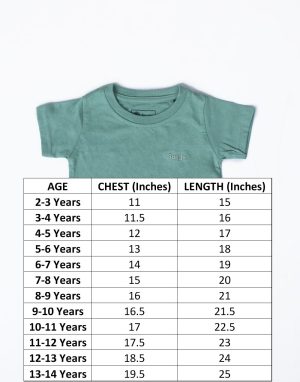 AGE CHEST (Inches) LENGTH (Inches)
2-3 Years 11 15
3-4 Years 11.5 16
4-5 Years 12 17
5-6 Years 13 18
6-7 Years 14 19
7-8 Years 15 20
8-9 Years 16 21
9-10 Years 16.5 21.5
10-11 Years 17 22.5
11-12 Years 17.5 23
12-13 Years 18.5 24
13-14 Years 19.5 25